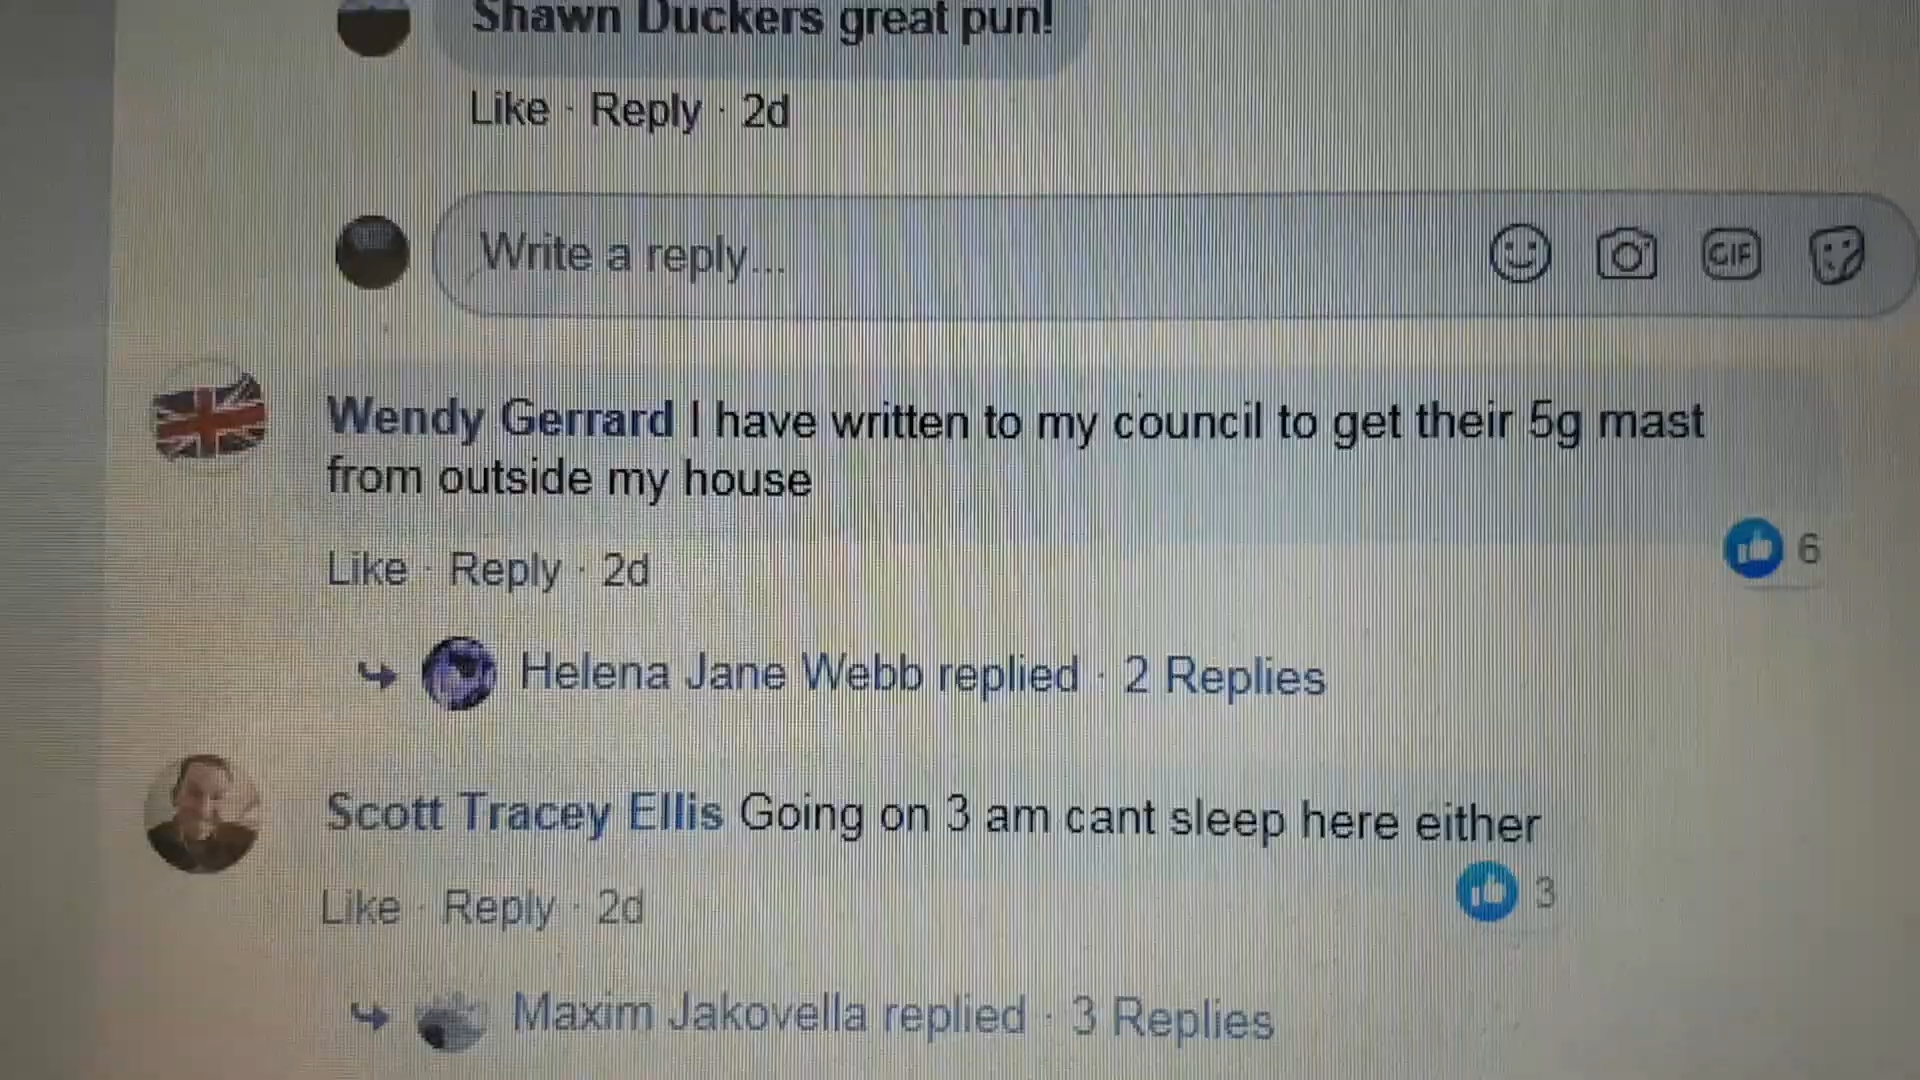 Shawn Duckers great pun!
Like · Reply · 2d
Write a reply...
GIF
Wendy Gerrard I have written to my council to get their 5g mast
from outside my house
6
Like · Reply · 2d
Helena Jane Webb replied · 2 Replies
Scott Tracey Ellis Going on 3 am cant sleep here either
3
Like · Reply · 2d
Maxim Jakovella replied · 3 Replies